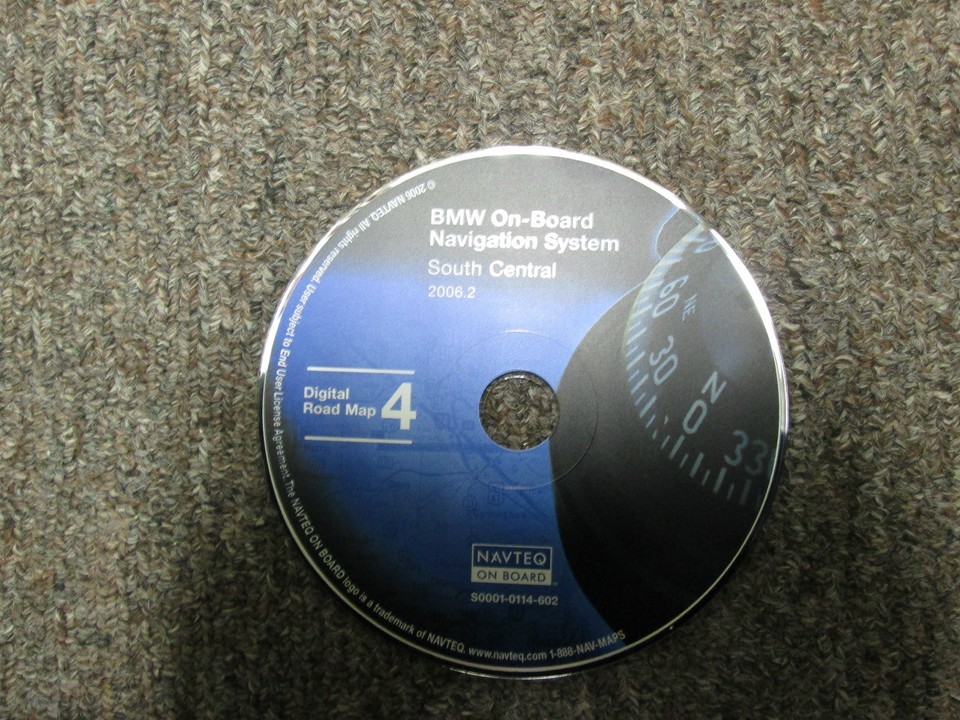 BMW On-Board
Navigation System
South Central
2006.2
Digital
Road Map 4
NAVTEQ
ON BOARD
S0001-0114-602
© 2006 NAVTEQ. All rights reserved. User subject to End User License Agreement. The NAVTEQ ON BOARD logo is a trademark of NAVTEQ. www.navteq.com 1-888-NAV-MAPS
60
NE
30
N
0
33